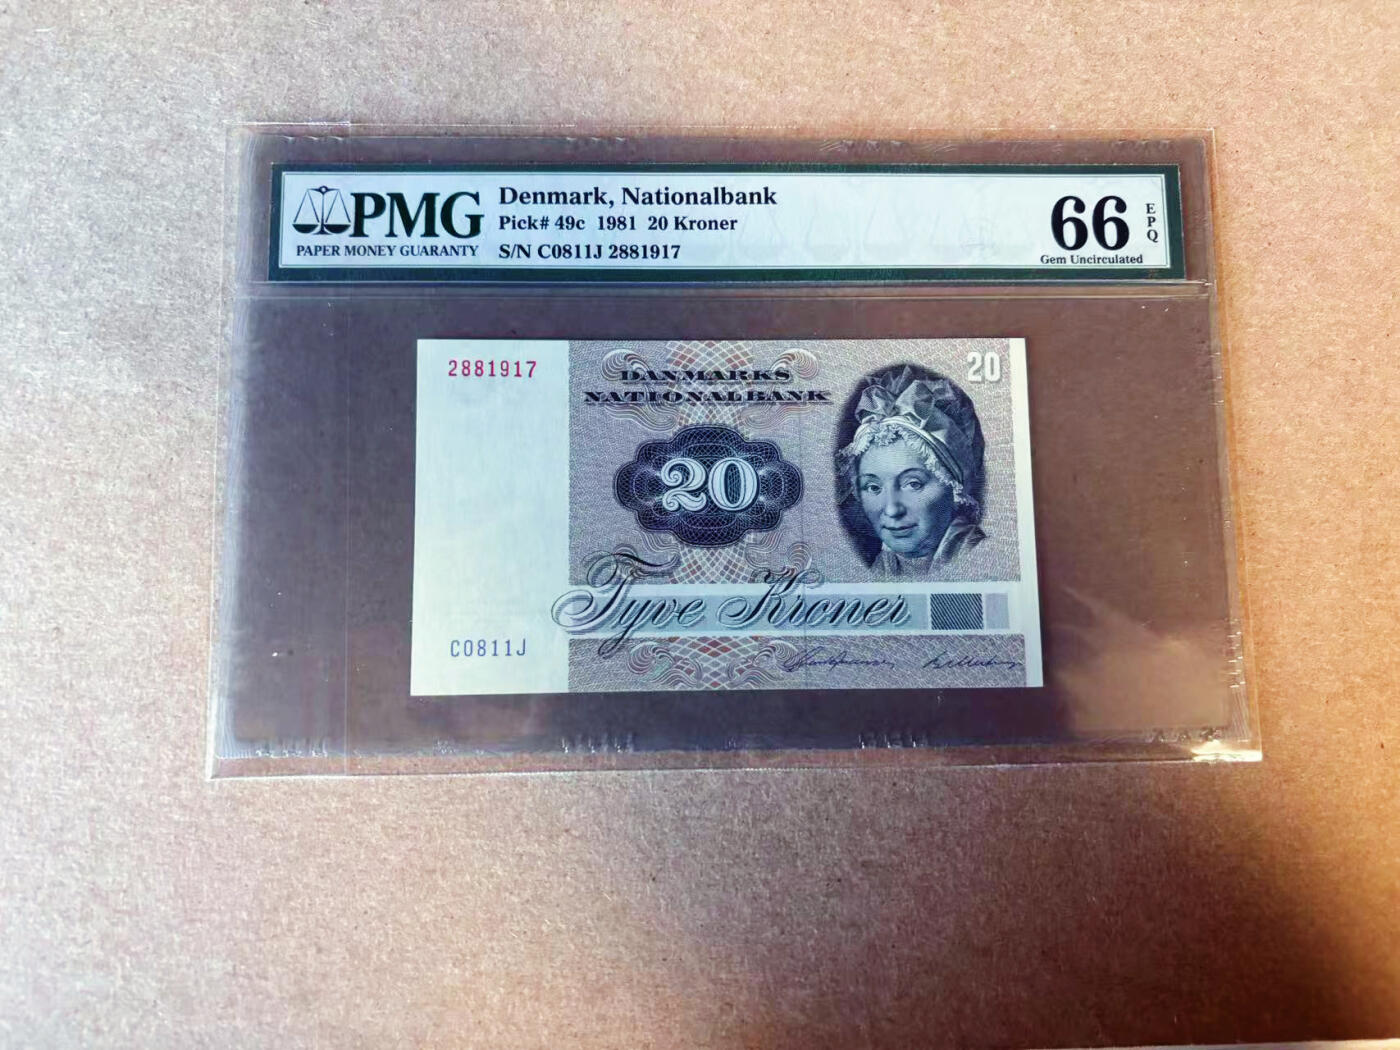 PMG
PAPER MONEY GUARANTY
Denmark, Nationalbank
Pick# 49c 1981 20 Kroner
S/N C0811J 2881917
66
EPQ
Gem Uncirculated
2881917
DANMARKS
NATIONALBANK
20
20
Tyve Kroner
C0811J